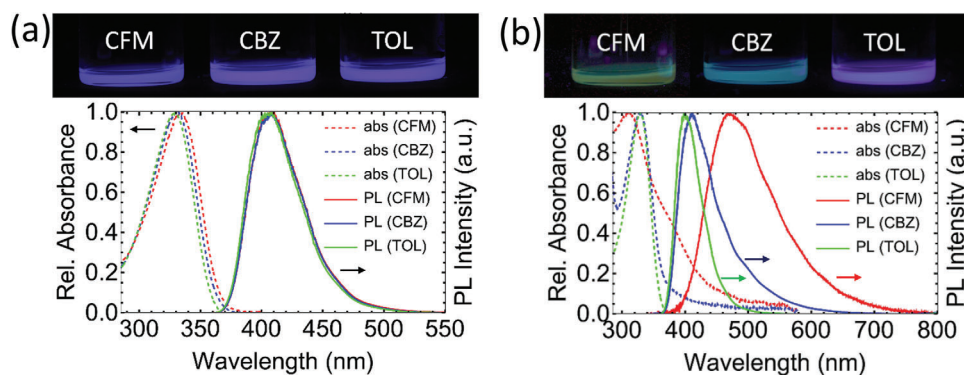 (a)
CFM CBZ TOL
1.0
0.8
0.6
0.4
0.2
0.0
Rel. Absorbance
abs (CFM)
abs (CBZ)
abs (TOL)
PL (CFM)
PL (CBZ)
PL (TOL)
PL Intensity (a.u.)
300 350 400 450 500 550
Wavelength (nm)
(b)
CFM CBZ TOL
1.0
0.8
0.6
0.4
0.2
0.0
Rel. Absorbance
abs (CFM)
abs (CBZ)
abs (TOL)
PL (CFM)
PL (CBZ)
PL (TOL)
PL Intensity (a.u.)
300 400 500 600 700 800
Wavelength (nm)